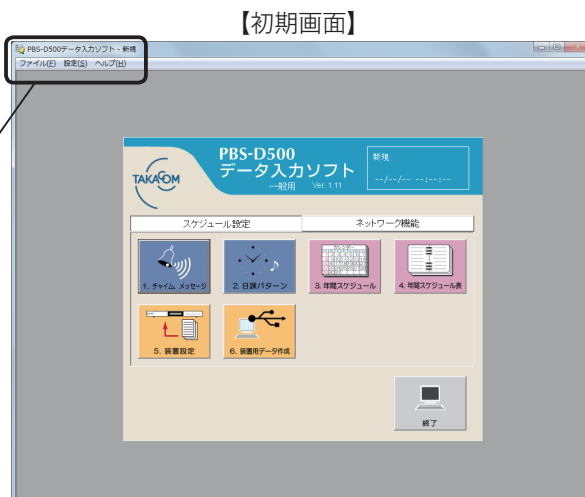 【初期画面】
PBS-D500データ入力ソフト - 新規
ファイル(F) 設定(S) ヘルプ(H)
TAKACOM
PBS-D500
データ入力ソフト
一般用 Ver. 1.11
新規
--/--/-- --:--:--
スケジュール設定
ネットワーク機能
1. チャイム、メッセージ
2. 日課パターン
カレンダー
3. 年間スケジュール
4. 年間スケジュール表
5. 装置設定
6. 装置用データ作成
終了